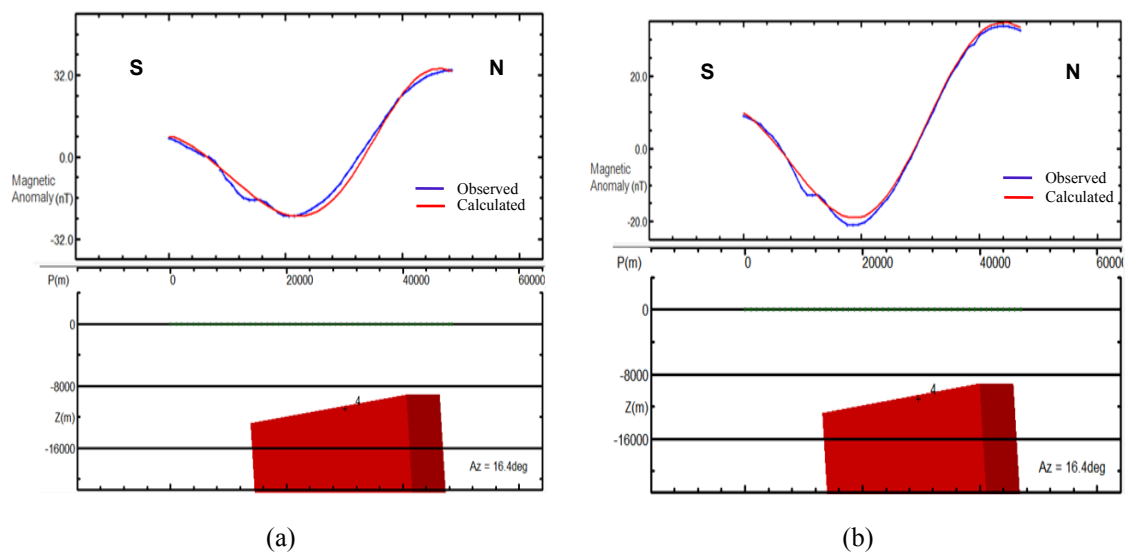 S
N
32.0
0.0
-32.0
Magnetic
Anomaly (nT)
Observed
Calculated
P(m)
0
20000
40000
60000
0
-8000
Z(m)
-16000
4
Az = 16.4deg
(a)
S
N
20.0
0.0
-20.0
Magnetic
Anomaly (nT)
Observed
Calculated
P(m)
0
20000
40000
60000
0
-8000
Z(m)
-16000
4
Az = 16.4deg
(b)